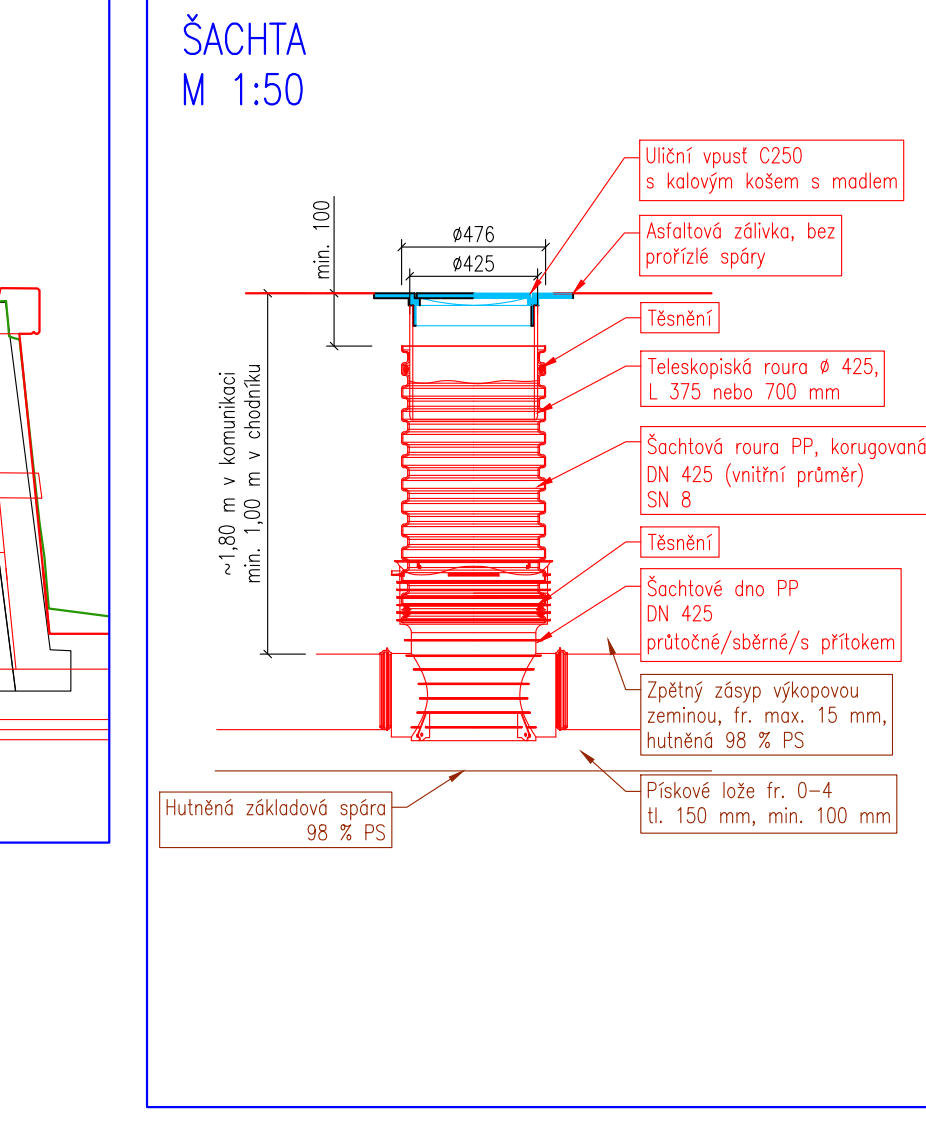 ŠACHTA
M 1:50
Uliční vpusť C250
s kalovým košem s madlem
Asfaltová zálivka, bez
prořízlé spáry
min. 100
ø476
ø425
Těsnění
Teleskopiská roura ø 425,
L 375 nebo 700 mm
~1,80 m v komunikaci
min. 1,00 m v chodníku
Šachtová roura PP, korugovaná
DN 425 (vnitřní průměr)
SN 8
Těsnění
Šachtové dno PP
DN 425
průtočné/sběrné/s přítokem
Zpětný zásyp výkopovou
zeminou, fr. max. 15 mm,
hutněná 98 % PS
Pískové lože fr. 0-4
tl. 150 mm, min. 100 mm
Hutněná základová spára
98 % PS